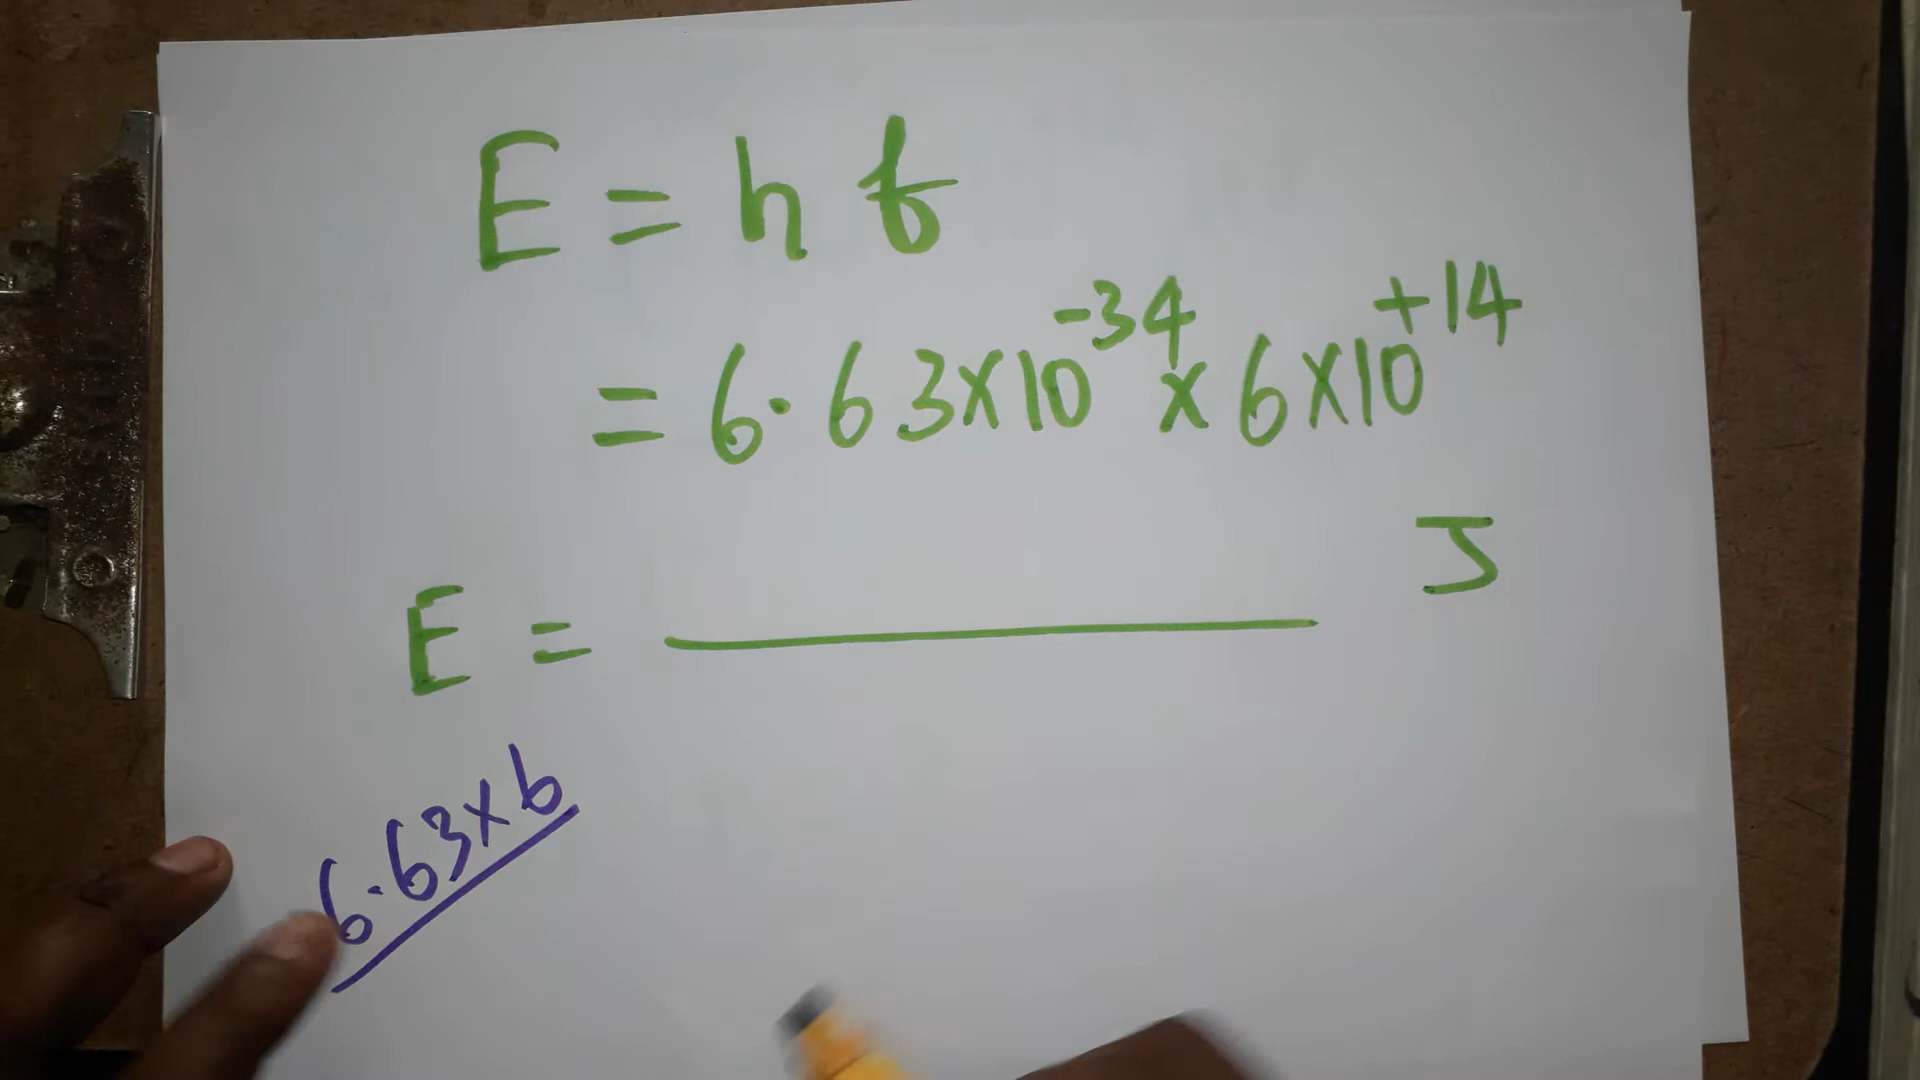 E = h f
= 6.63×10⁻³⁴ × 6×10⁺¹⁴
E = ______ J
6.63×6